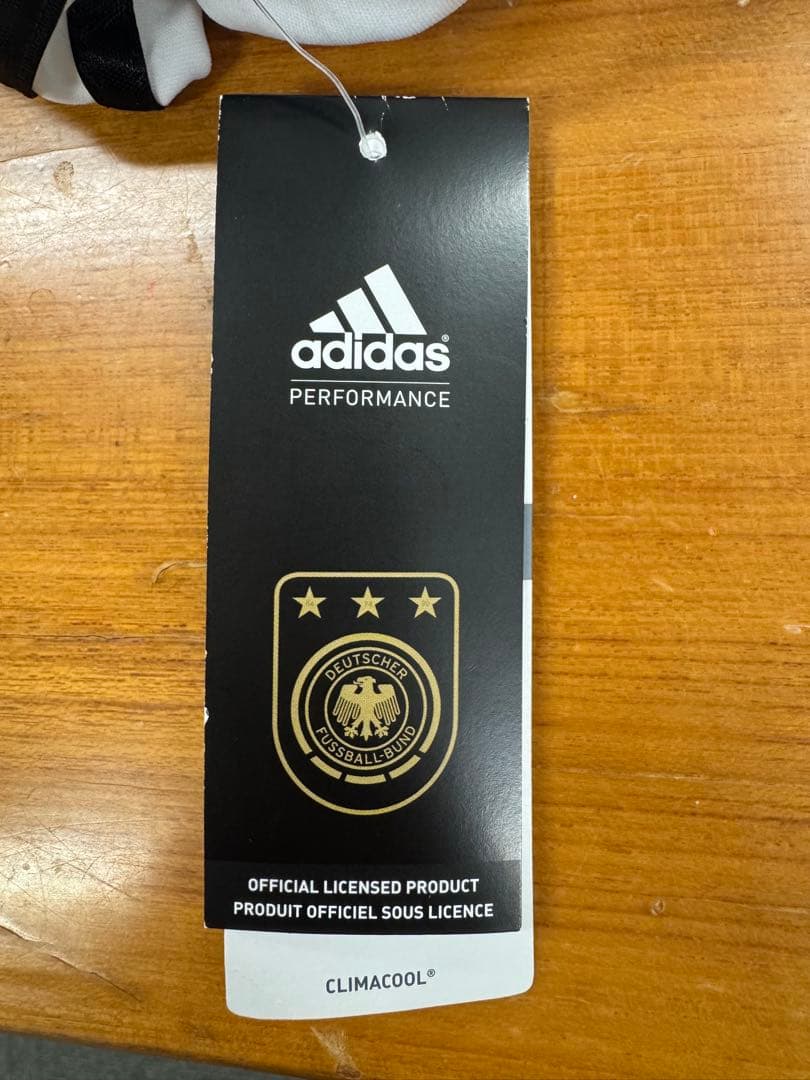 adidas®
PERFORMANCE
DEUTSCHER
FUSSBALL-BUND
OFFICIAL LICENSED PRODUCT
PRODUIT OFFICIEL SOUS LICENCE
CLIMACOOL®